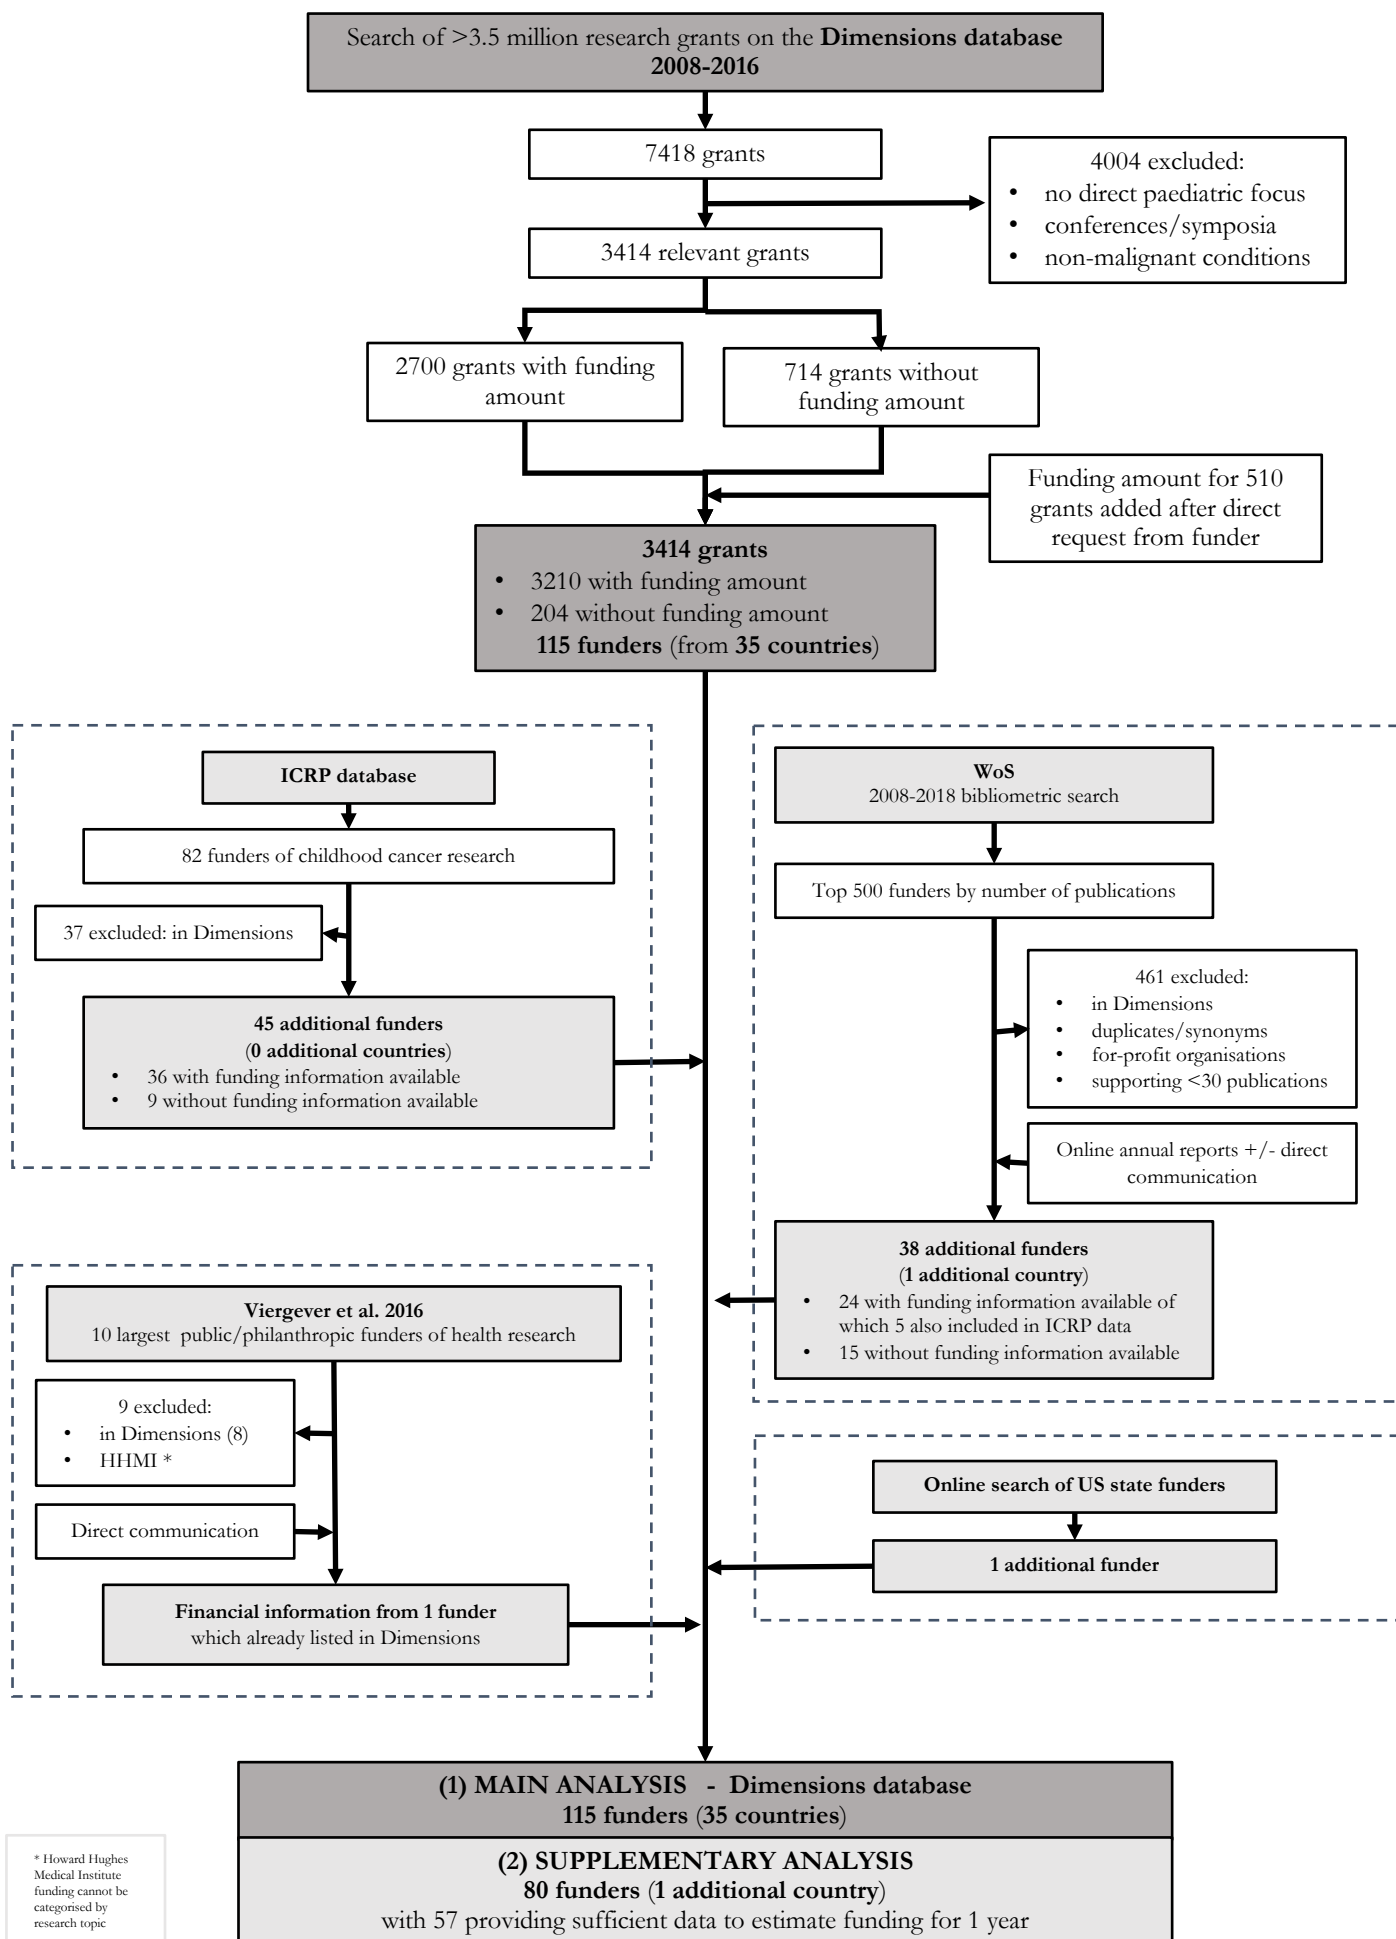 Search of >3.5 million research grants on the Dimensions database
2008-2016
7418 grants
4004 excluded:
• no direct paediatric focus
• conferences/symposia
• non-malignant conditions
3414 relevant grants
2700 grants with funding
amount
714 grants without
funding amount
Funding amount for 510
grants added after direct
request from funder
3414 grants
• 3210 with funding amount
• 204 without funding amount
115 funders (from 35 countries)
ICRP database
82 funders of childhood cancer research
37 excluded: in Dimensions
45 additional funders
(0 additional countries)
• 36 with funding information available
• 9 without funding information available
WoS
2008-2018 bibliometric search
Top 500 funders by number of publications
461 excluded:
• in Dimensions
• duplicates/synonyms
• for-profit organisations
• supporting <30 publications
Online annual reports +/- direct
communication
38 additional funders
(1 additional country)
• 24 with funding information available of
which 5 also included in ICRP data
• 15 without funding information available
Viergever et al. 2016
10 largest public/philanthropic funders of health research
9 excluded:
• in Dimensions (8)
• HHMI *
Direct communication
Financial information from 1 funder
which already listed in Dimensions
Online search of US state funders
1 additional funder
(1) MAIN ANALYSIS - Dimensions database
115 funders (35 countries)
(2) SUPPLEMENTARY ANALYSIS
80 funders (1 additional country)
with 57 providing sufficient data to estimate funding for 1 year
* Howard Hughes
Medical Institute
funding cannot be
categorised by
research topic